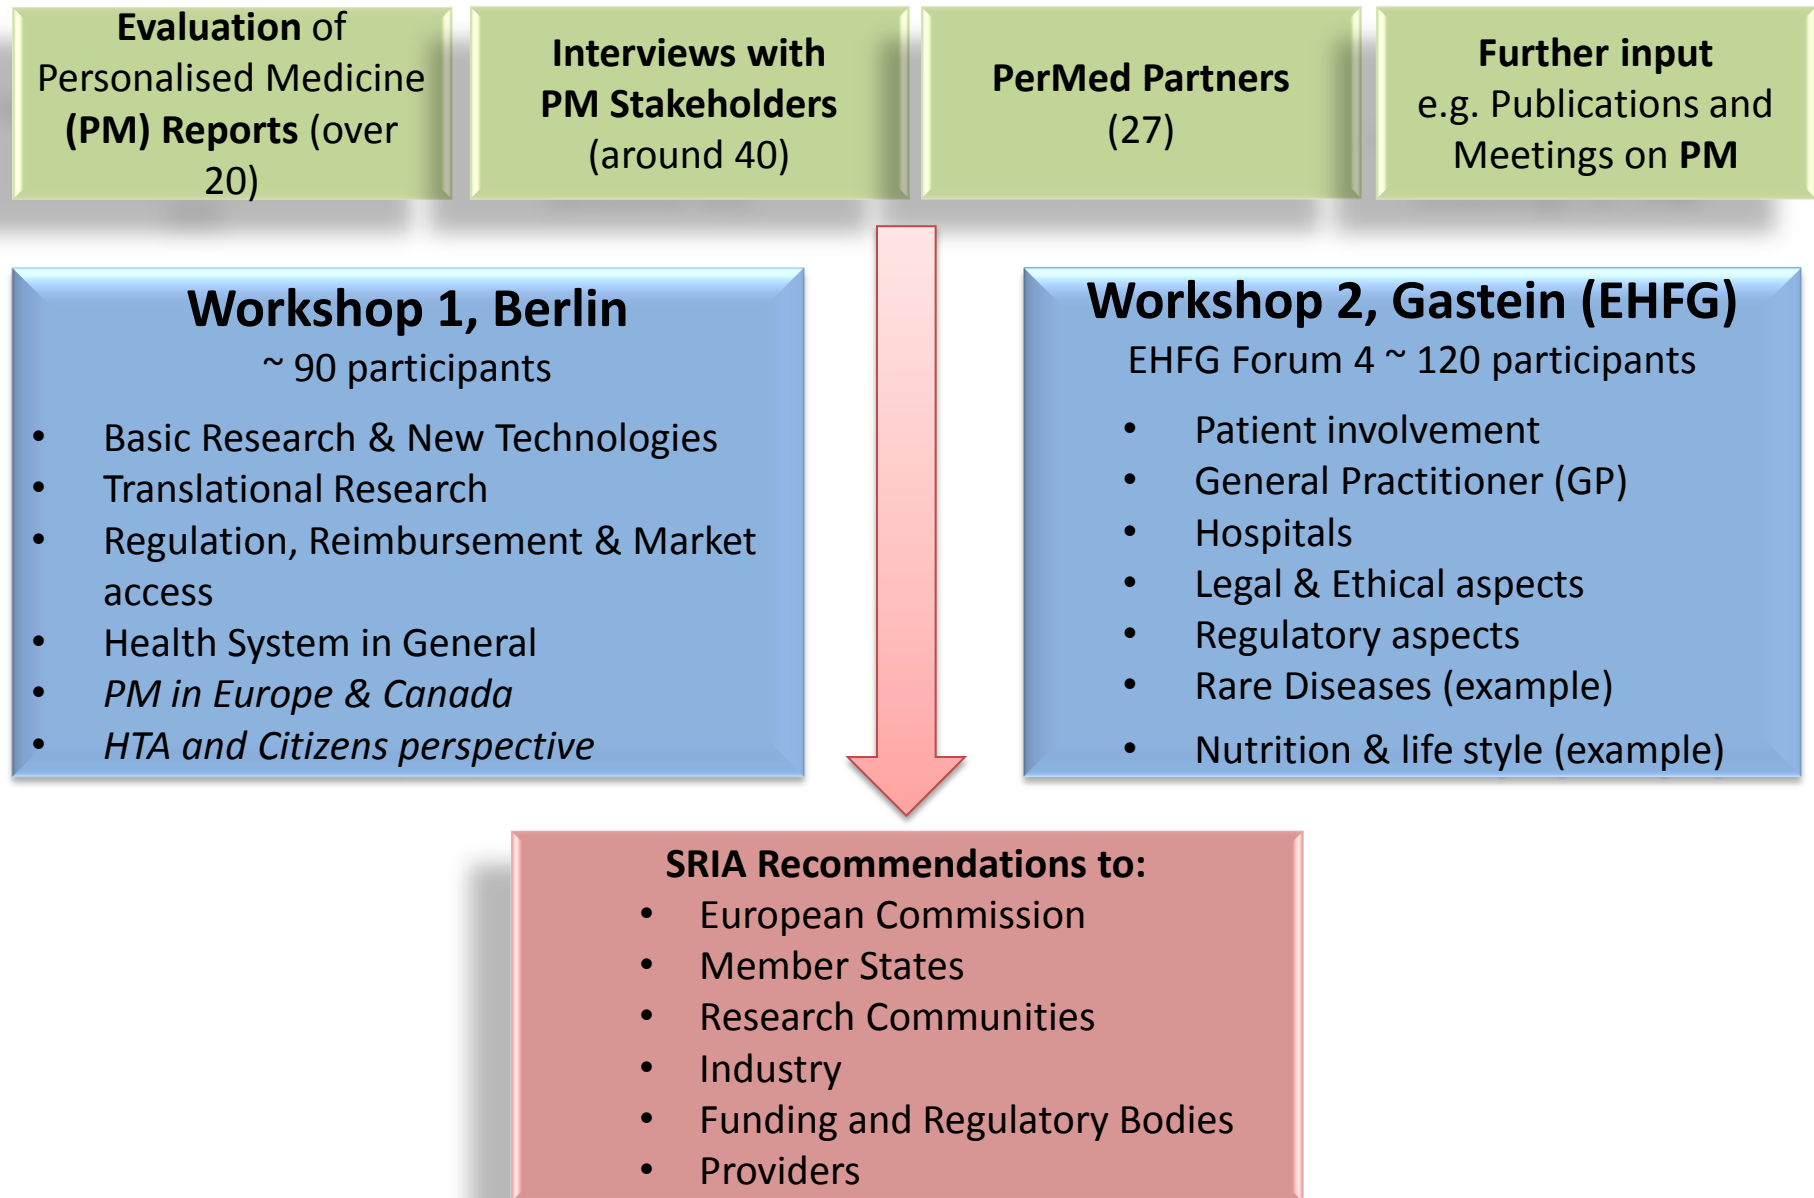 Evaluation of
Personalised Medicine
(PM) Reports (over
20)
Interviews with
PM Stakeholders
(around 40)
PerMed Partners
(27)
Further input
e.g. Publications and
Meetings on PM
Workshop 1, Berlin
~ 90 participants
• Basic Research & New Technologies
• Translational Research
• Regulation, Reimbursement & Market
access
• Health System in General
• PM in Europe & Canada
• HTA and Citizens perspective
Workshop 2, Gastein (EHFG)
EHFG Forum 4 ~ 120 participants
• Patient involvement
• General Practitioner (GP)
• Hospitals
• Legal & Ethical aspects
• Regulatory aspects
• Rare Diseases (example)
• Nutrition & life style (example)
SRIA Recommendations to:
• European Commission
• Member States
• Research Communities
• Industry
• Funding and Regulatory Bodies
• Providers